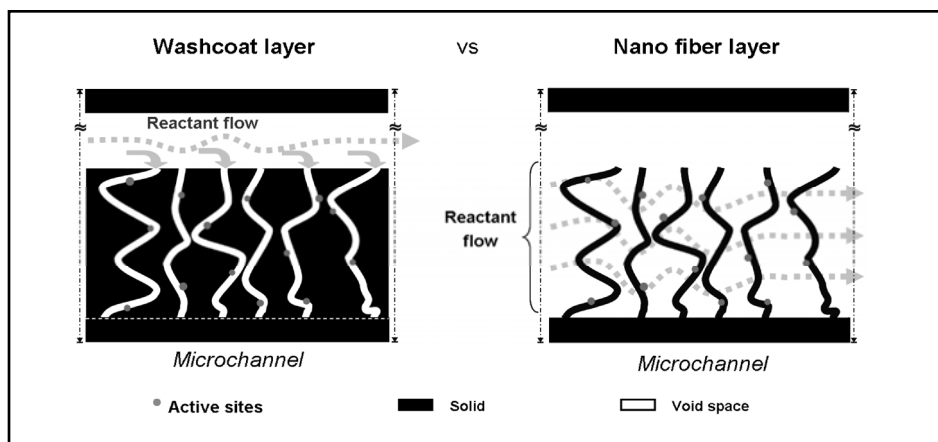 Washcoat layer vs Nano fiber layer
Reactant flow
Reactant
flow
Microchannel Microchannel
Active sites Solid Void space